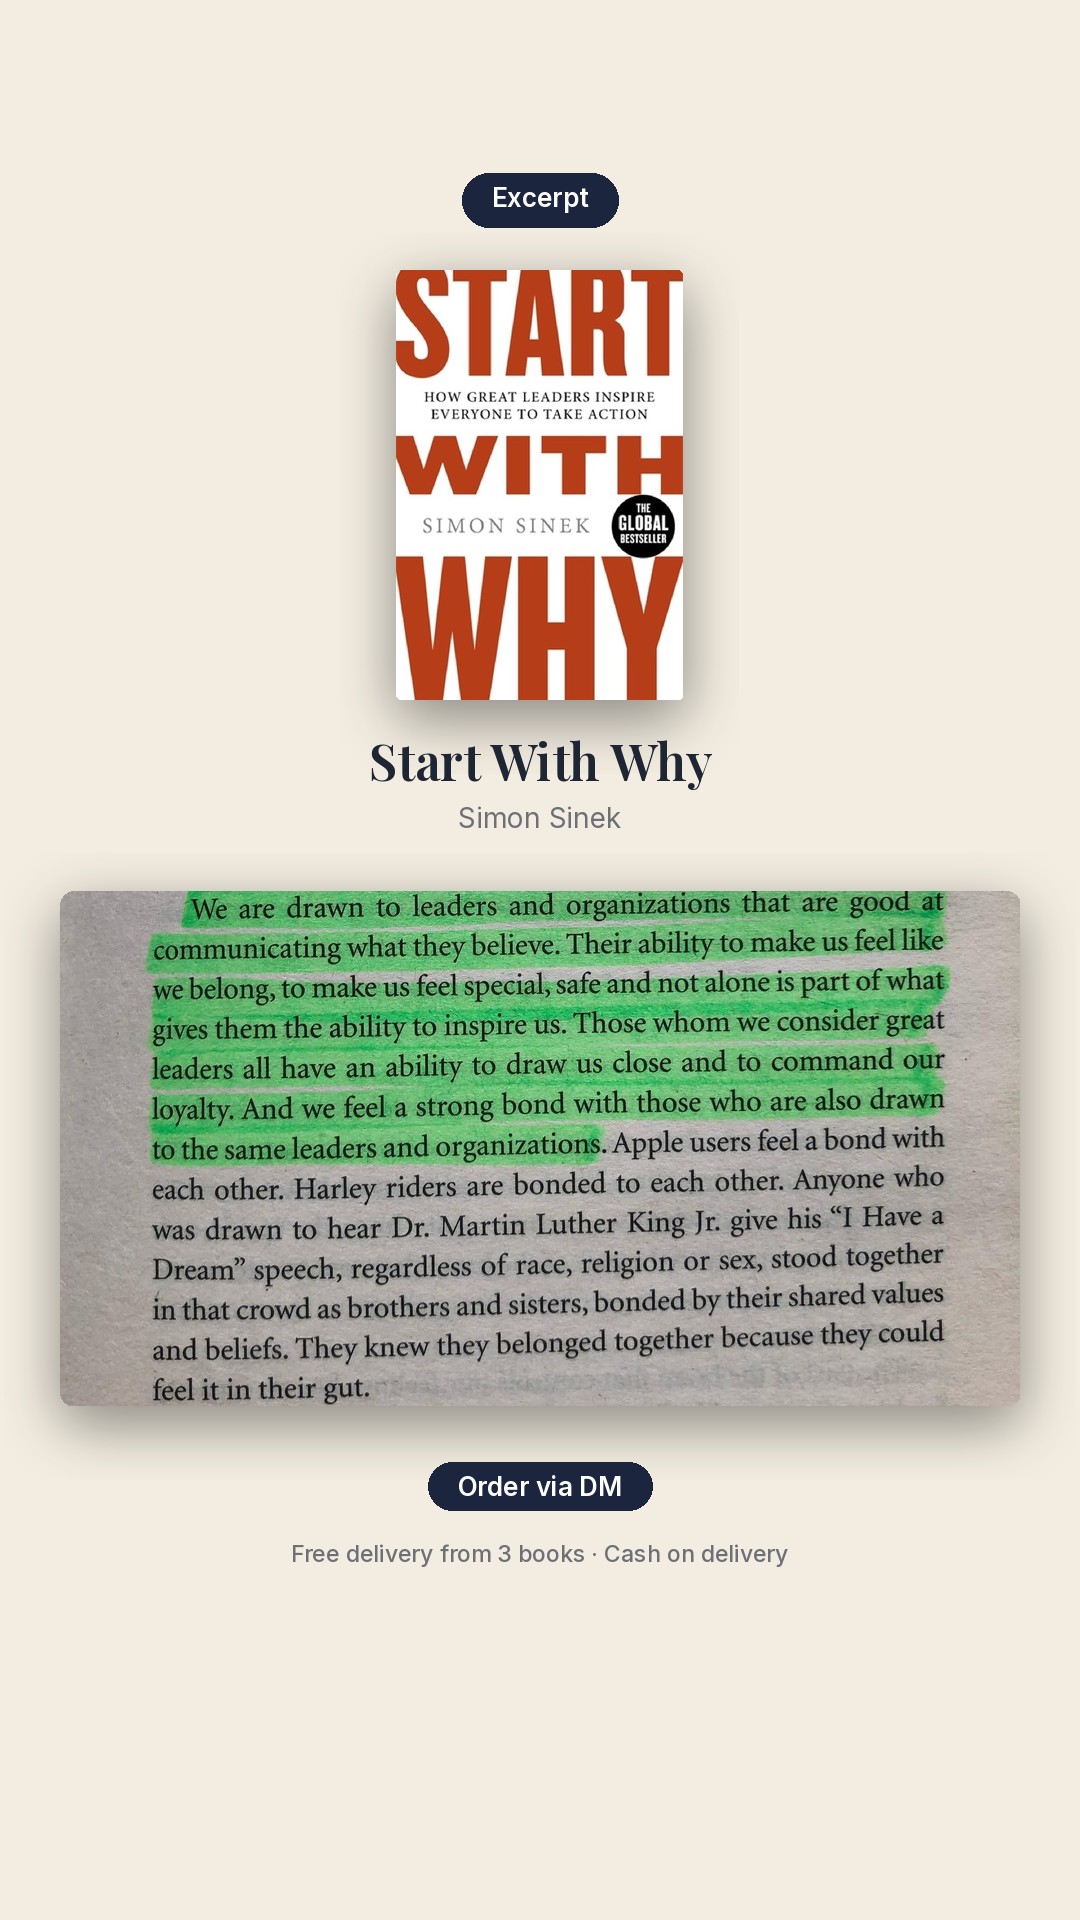 Excerpt
START
HOW GREAT LEADERS INSPIRE
EVERYONE TO TAKE ACTION
WITH
SIMON SINEK
THE
GLOBAL
BESTSELLER
WHY
Start With Why
Simon Sinek
We are drawn to leaders and organizations that are good at
communicating what they believe. Their ability to make us feel like
we belong, to make us feel special, safe and not alone is part of what
gives them the ability to inspire us. Those whom we consider great
leaders all have an ability to draw us close and to command our
loyalty. And we feel a strong bond with those who are also drawn
to the same leaders and organizations. Apple users feel a bond with
each other. Harley riders are bonded to each other. Anyone who
was drawn to hear Dr. Martin Luther King Jr. give his “I Have a
Dream” speech, regardless of race, religion or sex, stood together
in that crowd as brothers and sisters, bonded by their shared values
and beliefs. They knew they belonged together because they could
feel it in their gut.
Order via DM
Free delivery from 3 books · Cash on delivery